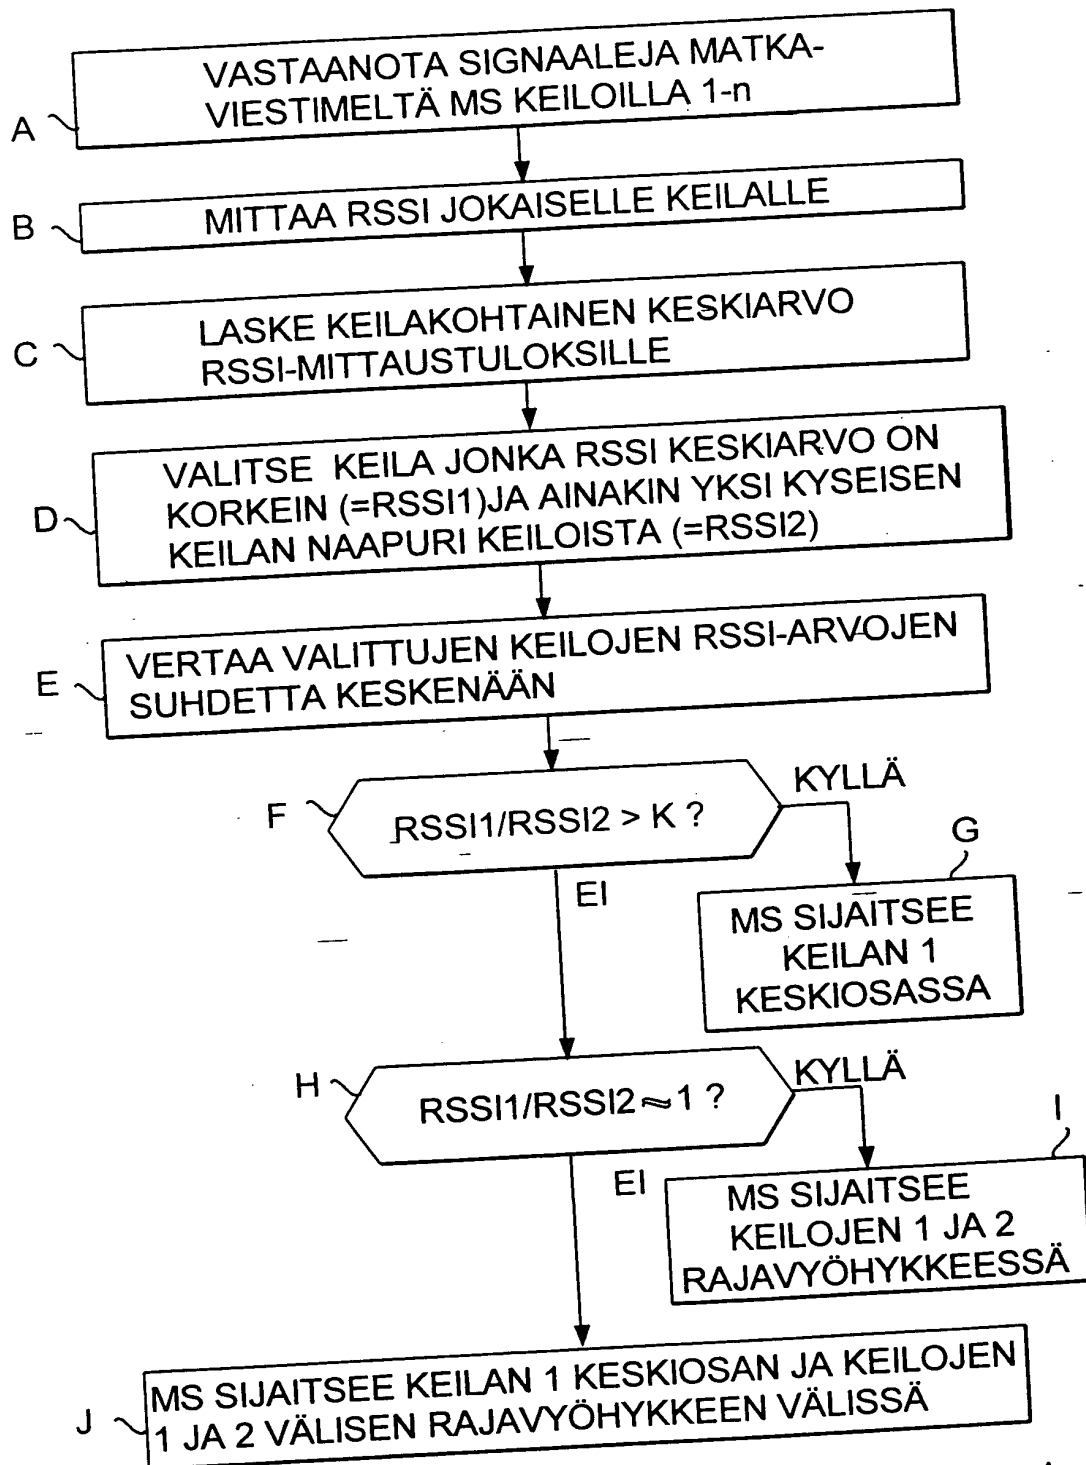 VASTAANOTA SIGNAALEJA MATKA-
VIESTIMELTÄ MS KEILOILLA 1-n
A
MITTAA RSSI JOKAISELLE KEILALLE
B
LASKE KEILAKOHTAINEN KESKIARVO
RSSI-MITTAUSTULOKSILLE
C
VALITSE KEILA JONKA RSSI KESKIARVO ON
KORKEIN (=RSSI1)JA AINAKIN YKSI KYSEISEN
KEILAN NAAPURI KEILOISTA (=RSSI2)
D
VERTAA VALITTUJEN KEILOJEN RSSI-ARVOJEN
SUHDETTA KESKENÄÄN
E
KYLLÄ
F
RSSI1/RSSI2 > K ?
G
EI
MS SIJAITSEE
KEILAN 1
KESKIOSASSA
KYLLÄ
H
RSSI1/RSSI2 ≈ 1 ?
I
EI
MS SIJAITSEE
KEILOJEN 1 JA 2
RAJAVYÖHYKKEESSÄ
MS SIJAITSEE KEILAN 1 KESKIOSAN JA KEILOJEN
1 JA 2 VÄLISEN RAJAVYÖHYKKEEN VÄLISSÄ
J